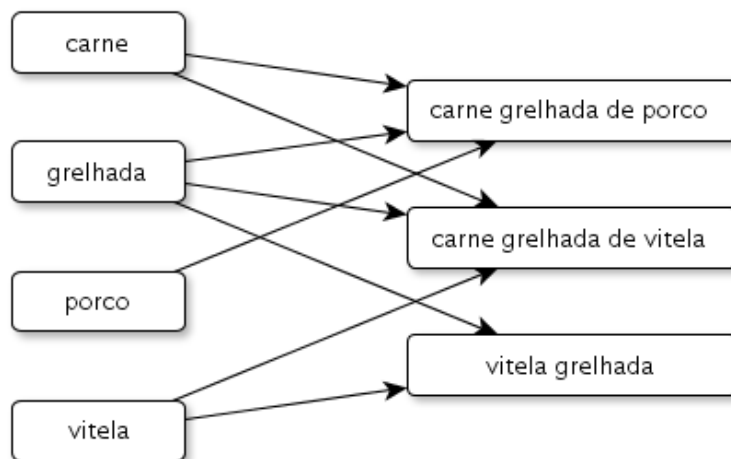 carne
grelhada
porco
vitela
carne grelhada de porco
carne grelhada de vitela
vitela grelhada